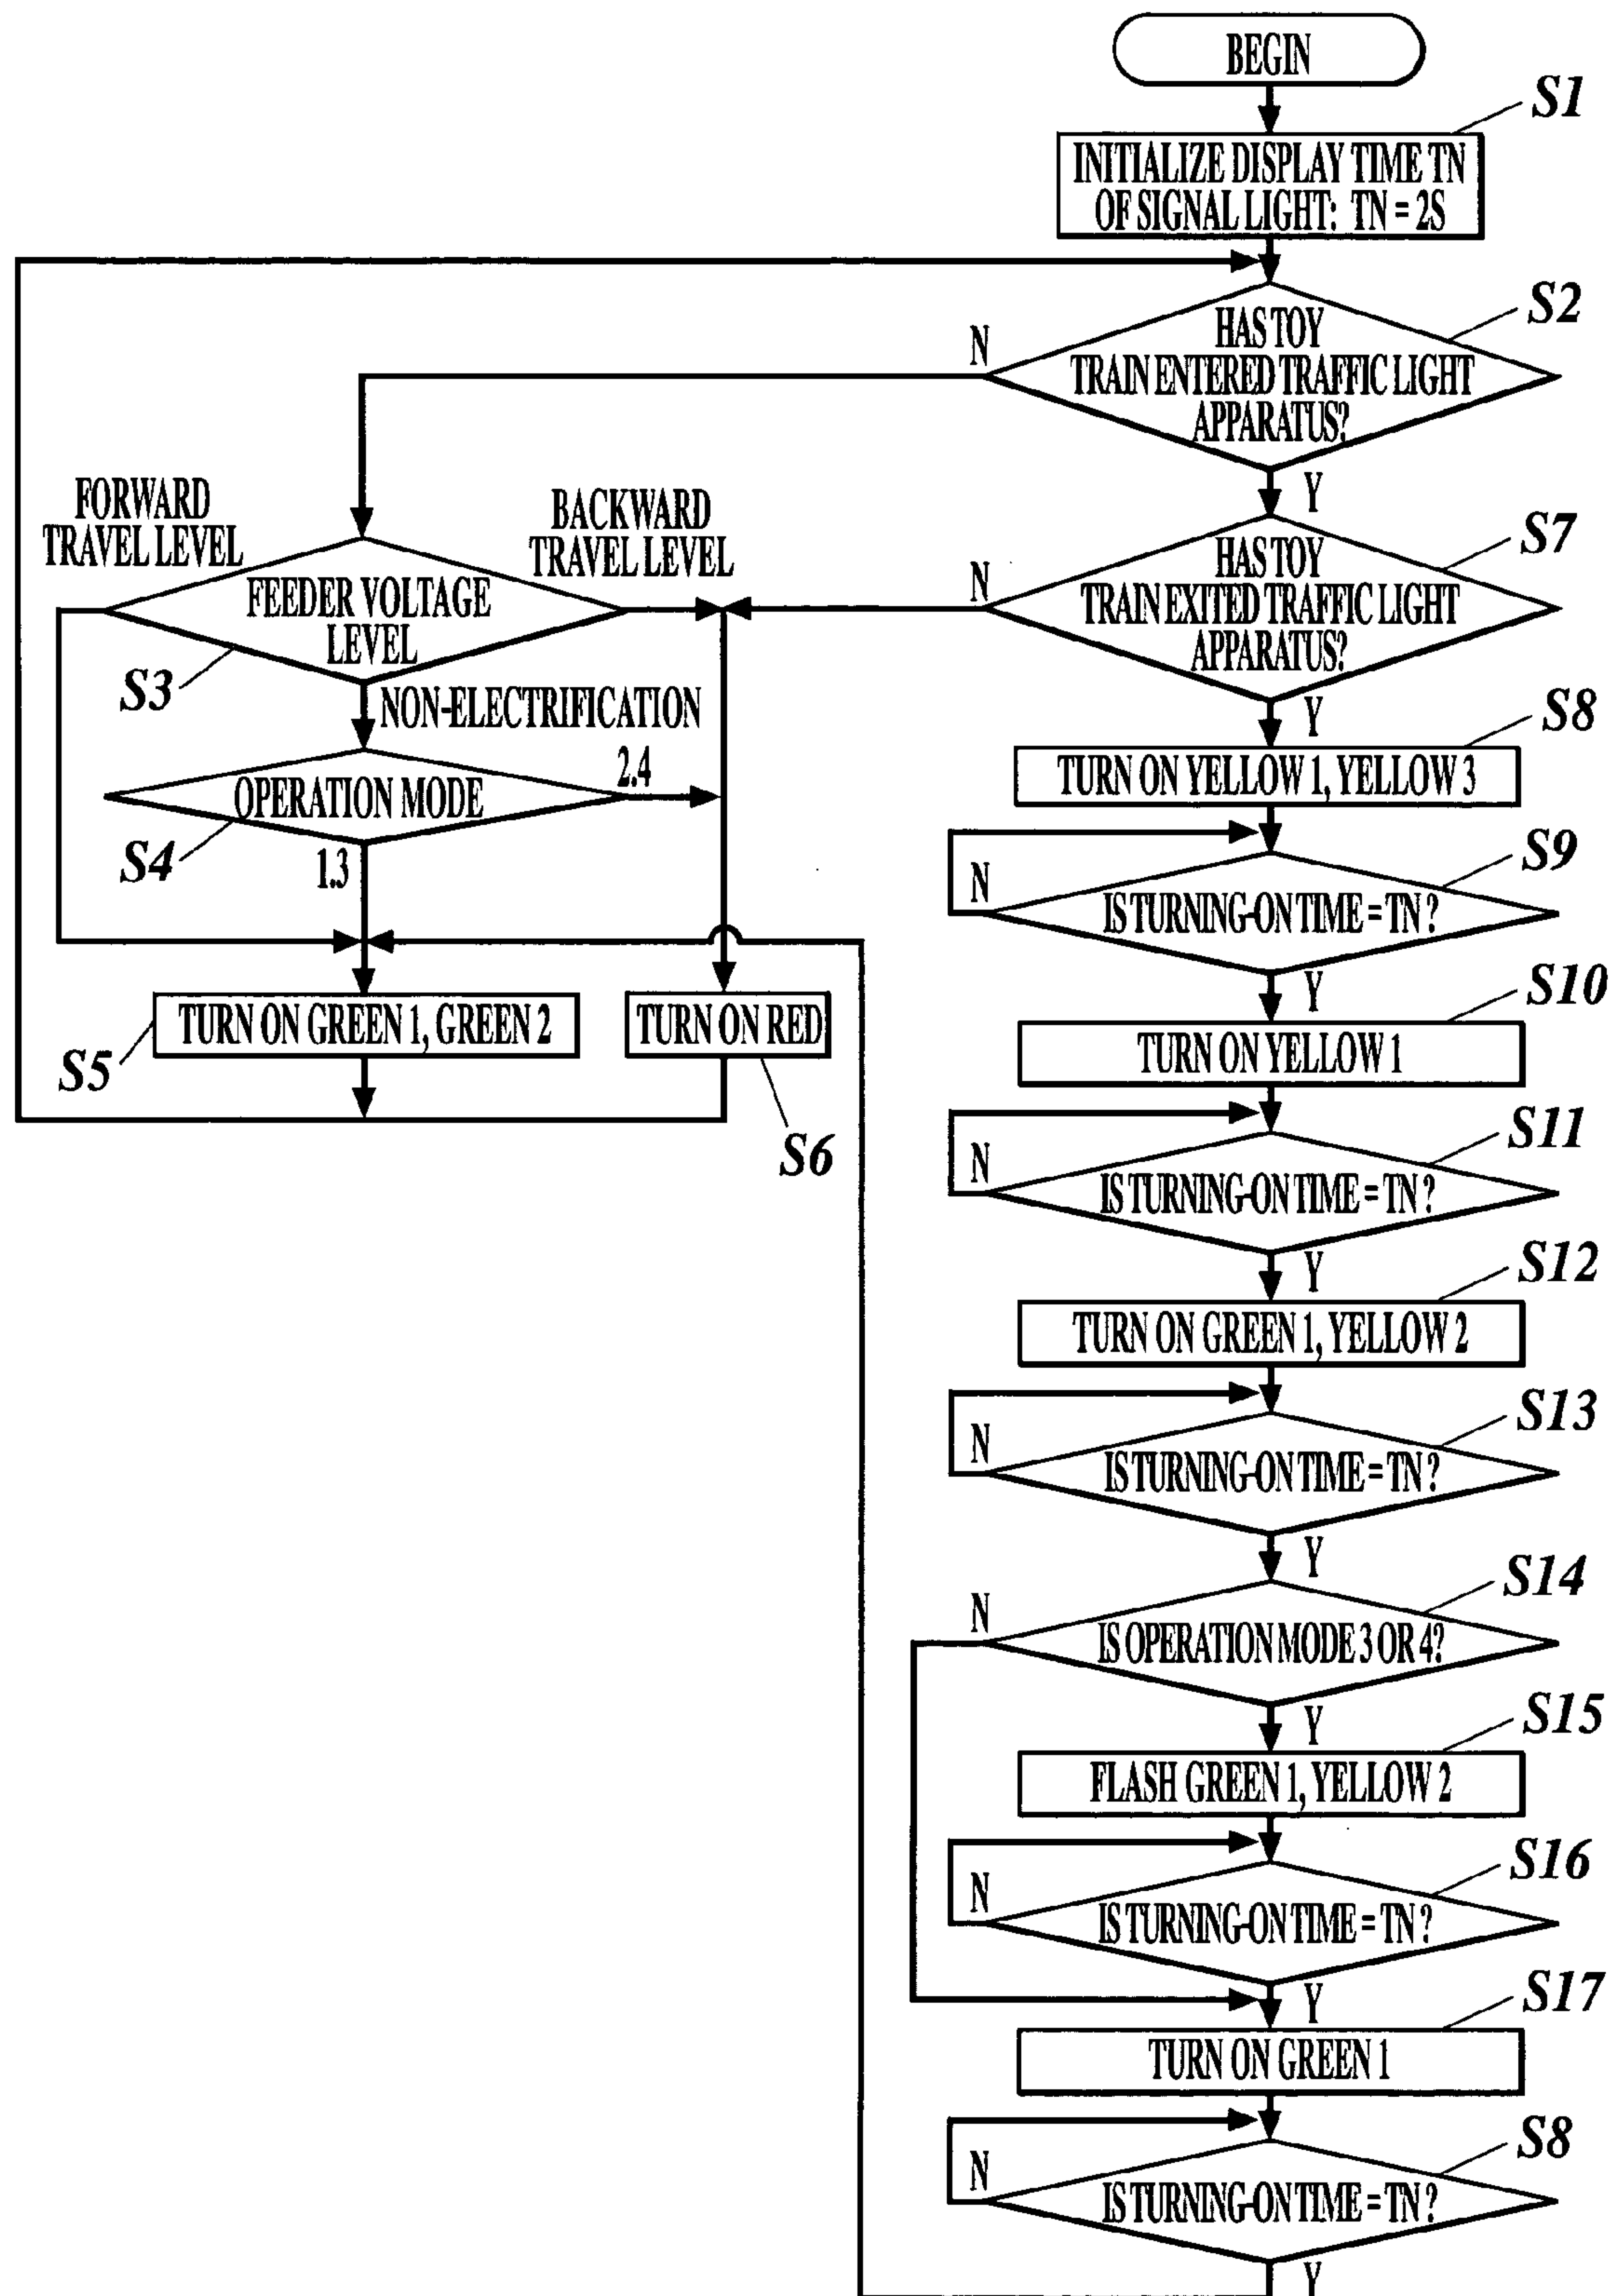 BEGIN
S1
INITIALIZE DISPLAY TIME TN
OF SIGNAL LIGHT: TN = 2S
S2
HAS TOY
TRAIN ENTERED TRAFFIC LIGHT
APPARATUS?
N
Y
FORWARD
TRAVEL LEVEL
BACKWARD
TRAVEL LEVEL
FEEDER VOLTAGE
LEVEL
S3
NON-ELECTRIFICATION
OPERATION MODE
2.4
S4
1.3
TURN ON GREEN 1, GREEN 2
S5
TURN ON RED
S6
S7
HAS TOY
TRAIN EXITED TRAFFIC LIGHT
APPARATUS?
N
Y
S8
TURN ON YELLOW 1, YELLOW 3
S9
N
IS TURNING-ON TIME = TN ?
Y
S10
TURN ON YELLOW 1
S11
N
IS TURNING-ON TIME = TN ?
Y
S12
TURN ON GREEN 1, YELLOW 2
S13
N
IS TURNING-ON TIME = TN ?
Y
S14
N
IS OPERATION MODE 3 OR 4?
Y
S15
FLASH GREEN 1, YELLOW 2
S16
N
IS TURNING-ON TIME = TN ?
Y
S17
TURN ON GREEN 1
S8
N
IS TURNING-ON TIME = TN ?
Y